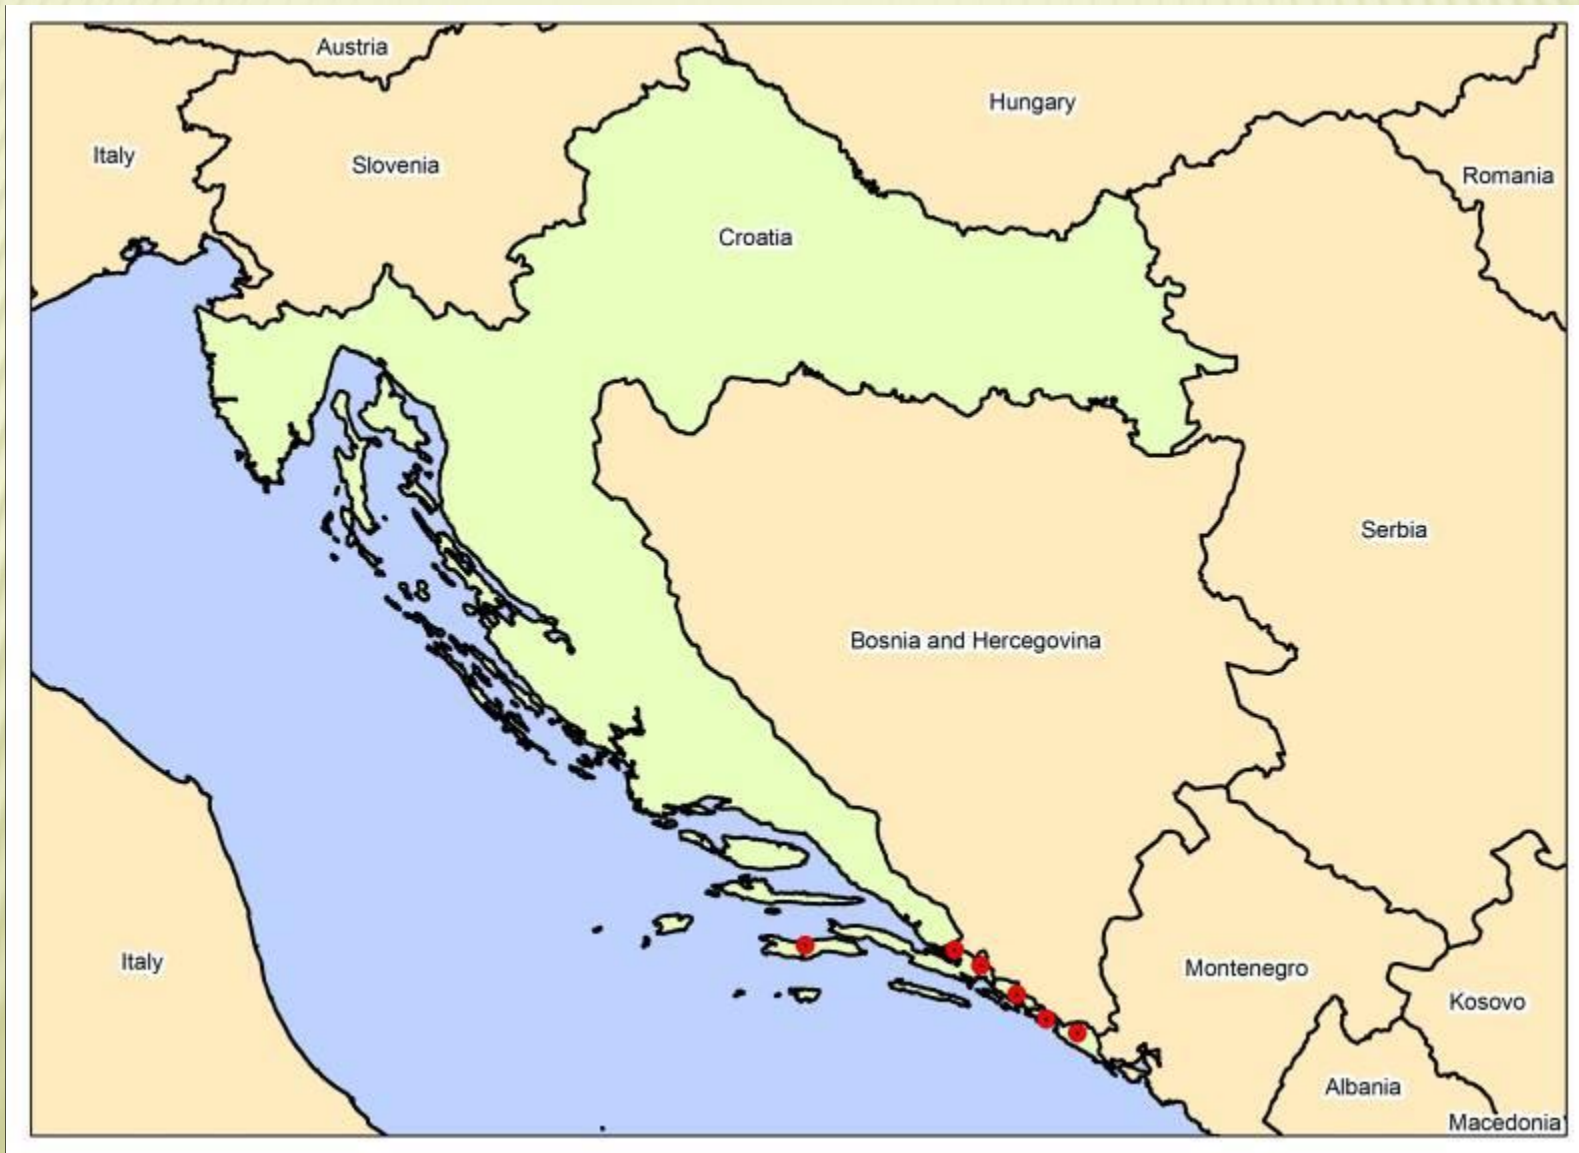 Austria
Hungary
Italy
Slovenia
Romania
Croatia
Serbia
Bosnia and Hercegovina
Italy
Montenegro
Kosovo
Albania
Macedonia